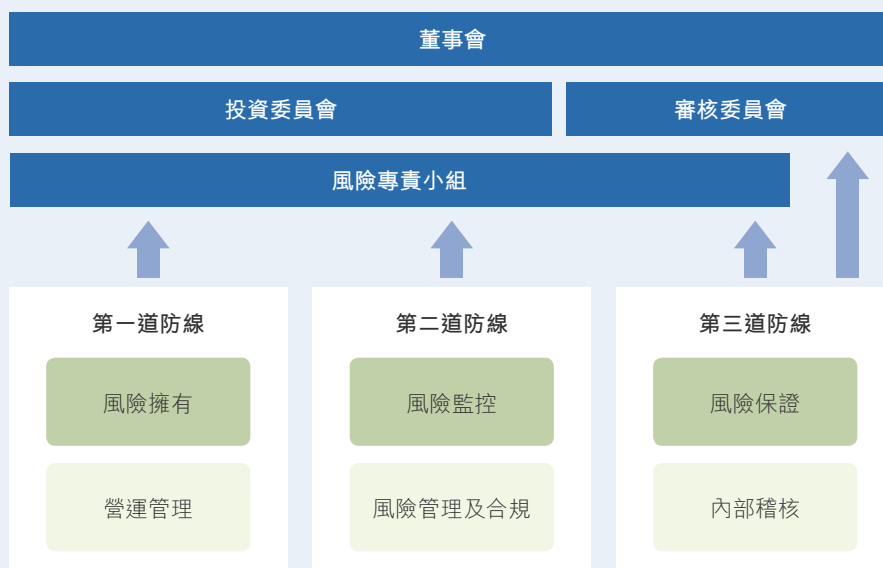 董事會
投資委員會
審核委員會
風險專責小組
第一道防線
風險擁有
營運管理
第二道防線
風險監控
風險管理及合規
第三道防線
風險保證
內部稽核